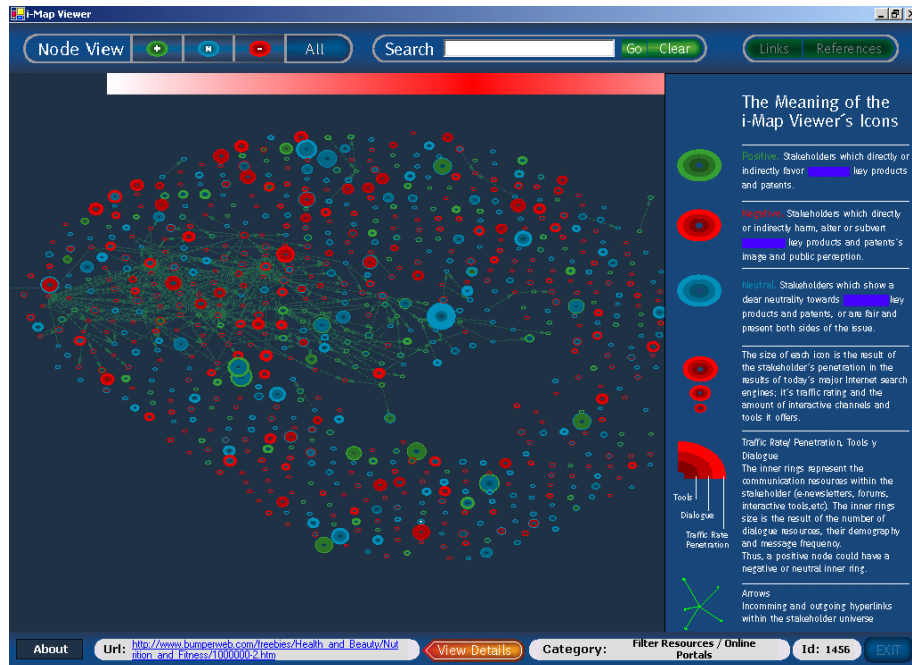 i-Map Viewer
Node View
+
N
-
All
Search
Go
Clear
Links
References
The Meaning of the
i-Map Viewer´s Icons
Positive. Stakeholders which directly or
indirectly favor key products
and patents.
Negative. Stakeholders which directly
or indirectly harm, alter or subvert
key products and patents´s
image and public perception.
Neutral. Stakeholders which show a
clear neutrality towards key
products and patents, or are fair and
present both sides of the issue.
The size of each icon is the result of
the stakeholder´s penetration in the
results of today´s major Internet search
engines; it´s traffic rating and the
amount of interactive channels and
tools it offers.
Traffic Rate/ Penetration, Tools y
Dialogue
The inner rings represent the
communication resources within the
stakeholder (e-newsletters, forums,
interactive tools,etc). The inner rings
size is the result of the number of
dialogue resources, their demography
and message frequency.
Thus, a positive node could have a
negative or neutral inner ring.
Tools
Dialogue
Traffic Rate
Penetration
Arrows
Incomming and outgoing hyperlinks
within the stakeholder universe
About
Url:
http://www.bumperweb.com/freebies/Health_and_Beauty/Nut
rition_and_Fitness/1000000-2.htm
View Details
Category:
Filter Resources / Online
Portals
Id: 1456
EXIT